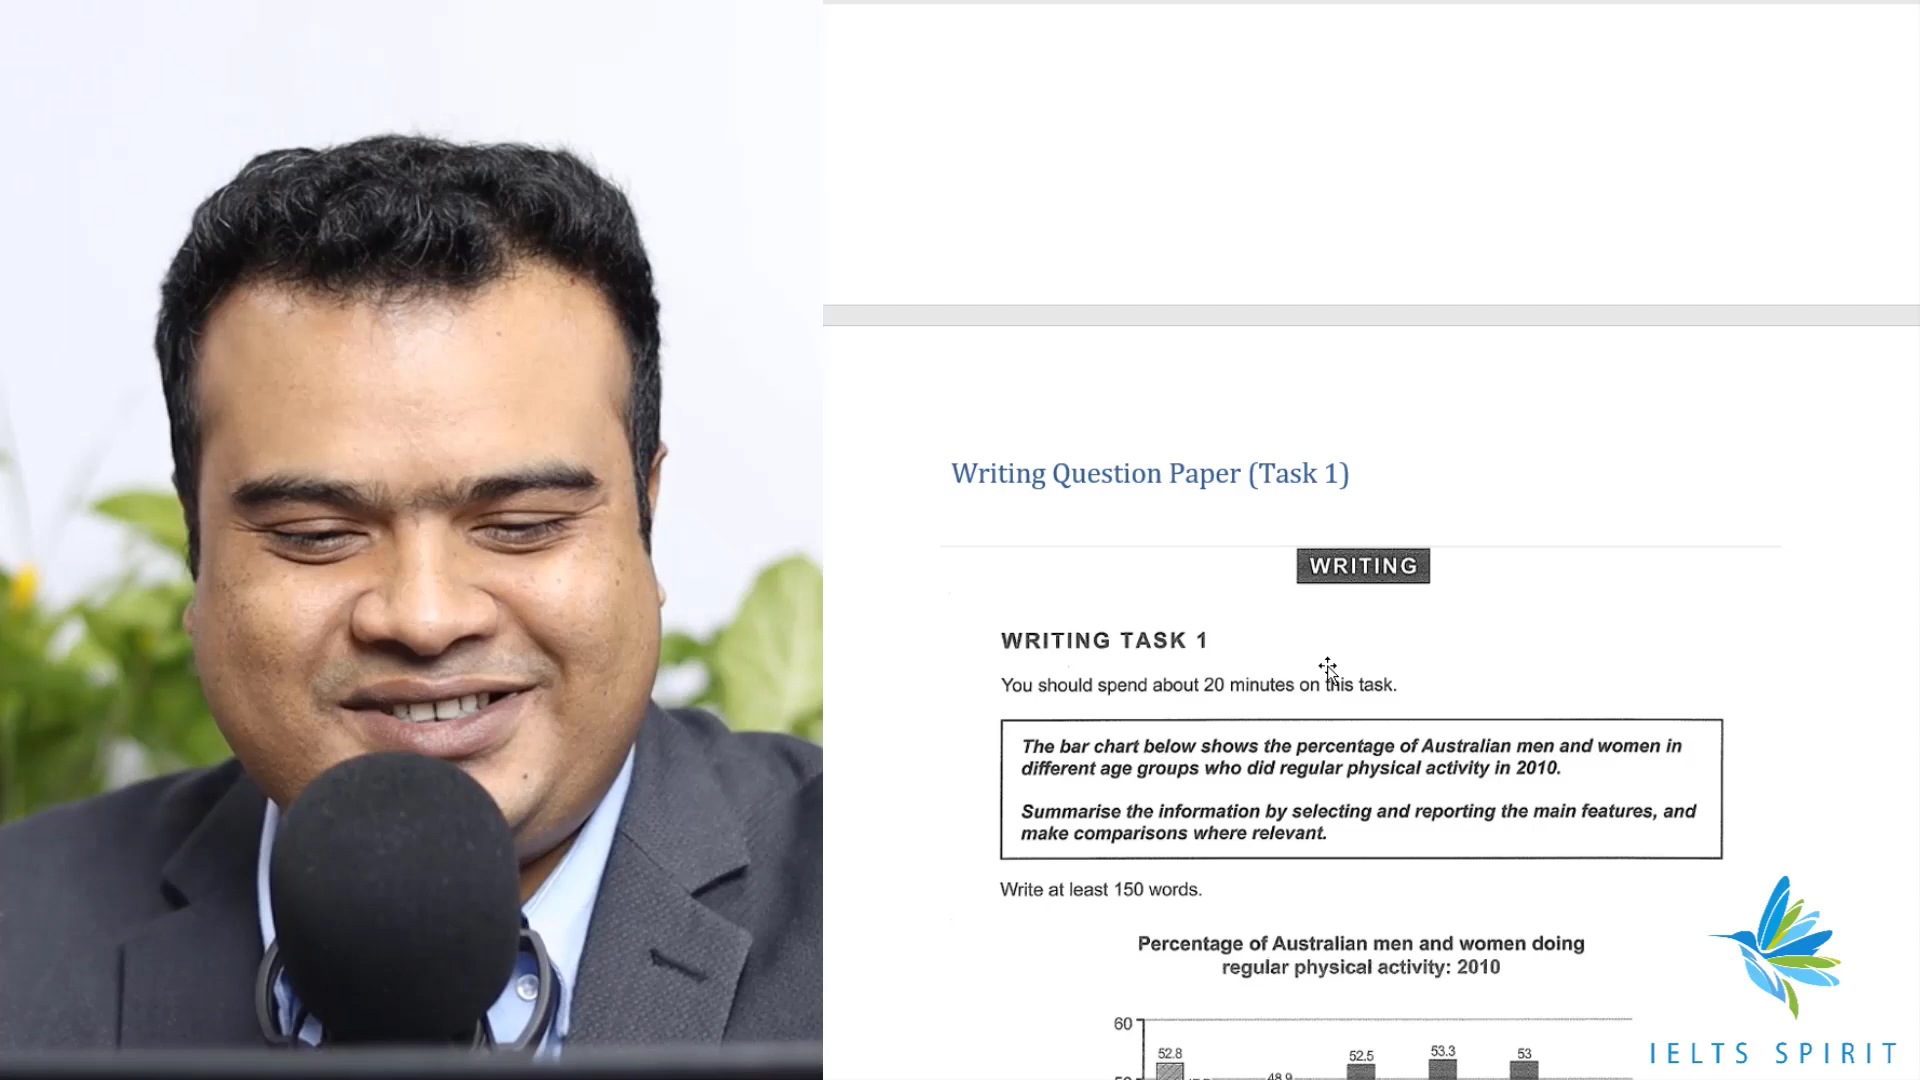 Writing Question Paper (Task 1)
WRITING
WRITING TASK 1
You should spend about 20 minutes on this task.
The bar chart below shows the percentage of Australian men and women in
different age groups who did regular physical activity in 2010.
Summarise the information by selecting and reporting the main features, and
make comparisons where relevant.
Write at least 150 words.
Percentage of Australian men and women doing
regular physical activity: 2010
60
52.8
48.9
52.5
53.3
53
IELTS SPIRIT